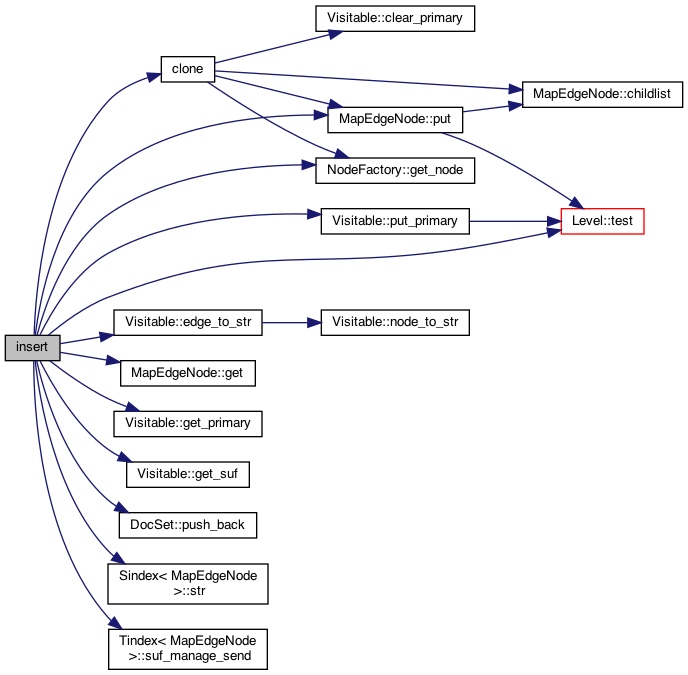 Visitable::clear_primary
clone
MapEdgeNode::childlist
MapEdgeNode::put
NodeFactory::get_node
Visitable::put_primary
Level::test
Visitable::edge_to_str
Visitable::node_to_str
insert
MapEdgeNode::get
Visitable::get_primary
Visitable::get_suf
DocSet::push_back
Sindex< MapEdgeNode
>::str
Tindex< MapEdgeNode
>::suf_manage_send